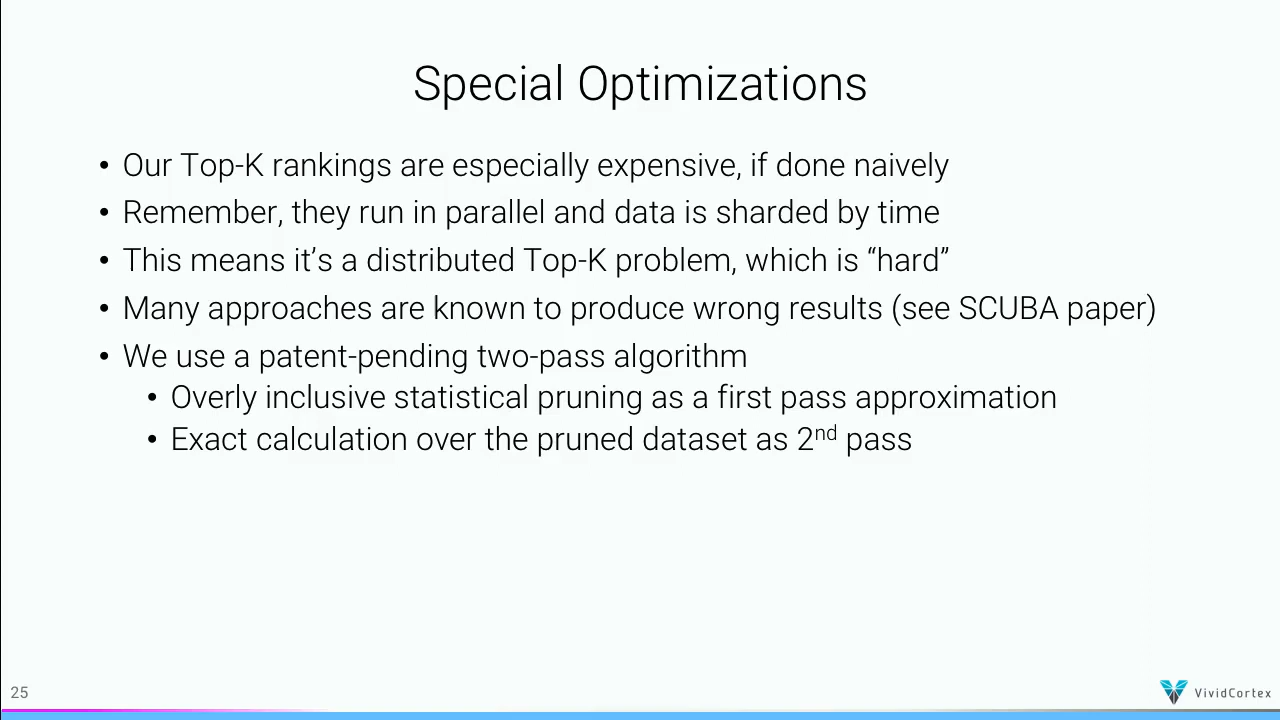 Special Optimizations
• Our Top-K rankings are especially expensive, if done naively
• Remember, they run in parallel and data is sharded by time
• This means it’s a distributed Top-K problem, which is “hard”
• Many approaches are known to produce wrong results (see SCUBA paper)
• We use a patent-pending two-pass algorithm
• Overly inclusive statistical pruning as a first pass approximation
• Exact calculation over the pruned dataset as 2nd pass
25
VividCortex